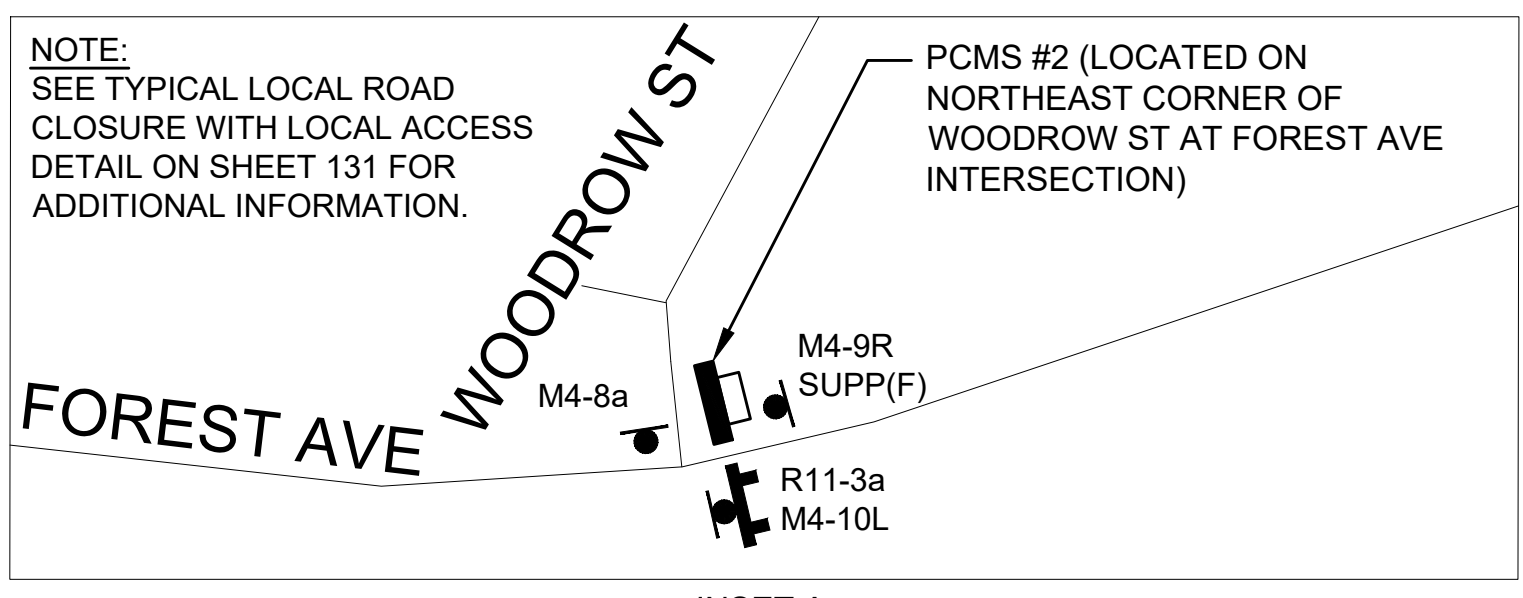 NOTE:
SEE TYPICAL LOCAL ROAD
CLOSURE WITH LOCAL ACCESS
DETAIL ON SHEET 131 FOR
ADDITIONAL INFORMATION.
WOODROW ST
PCMS #2 (LOCATED ON
NORTHEAST CORNER OF
WOODROW ST AT FOREST AVE
INTERSECTION)
FOREST AVE
M4-8a
M4-9R
SUPP(F)
R11-3a
M4-10L